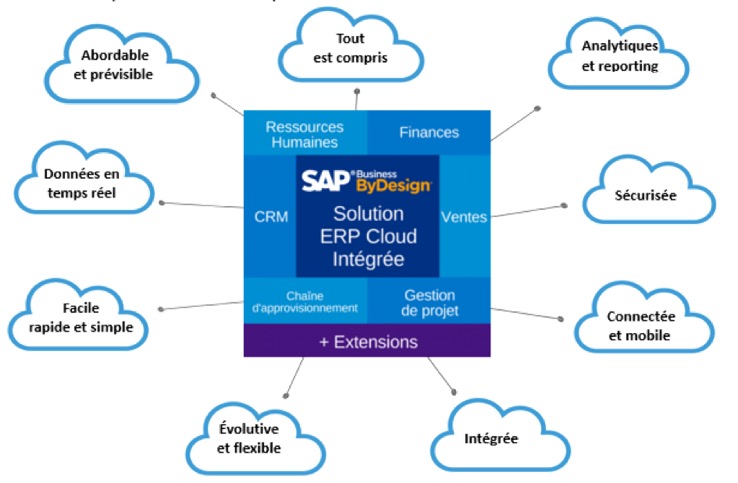 Tout
est compris
Abordable
et prévisible
Analytiques
et reporting
Ressources
Humaines
Finances
Données en
temps réel
SAP® Business
ByDesign
Solution
ERP Cloud
Intégrée
CRM
Ventes
Sécurisée
Facile
rapide et simple
Chaîne
d'approvisionnement
Gestion
de projet
Connectée
et mobile
+ Extensions
Évolutive
et flexible
Intégrée